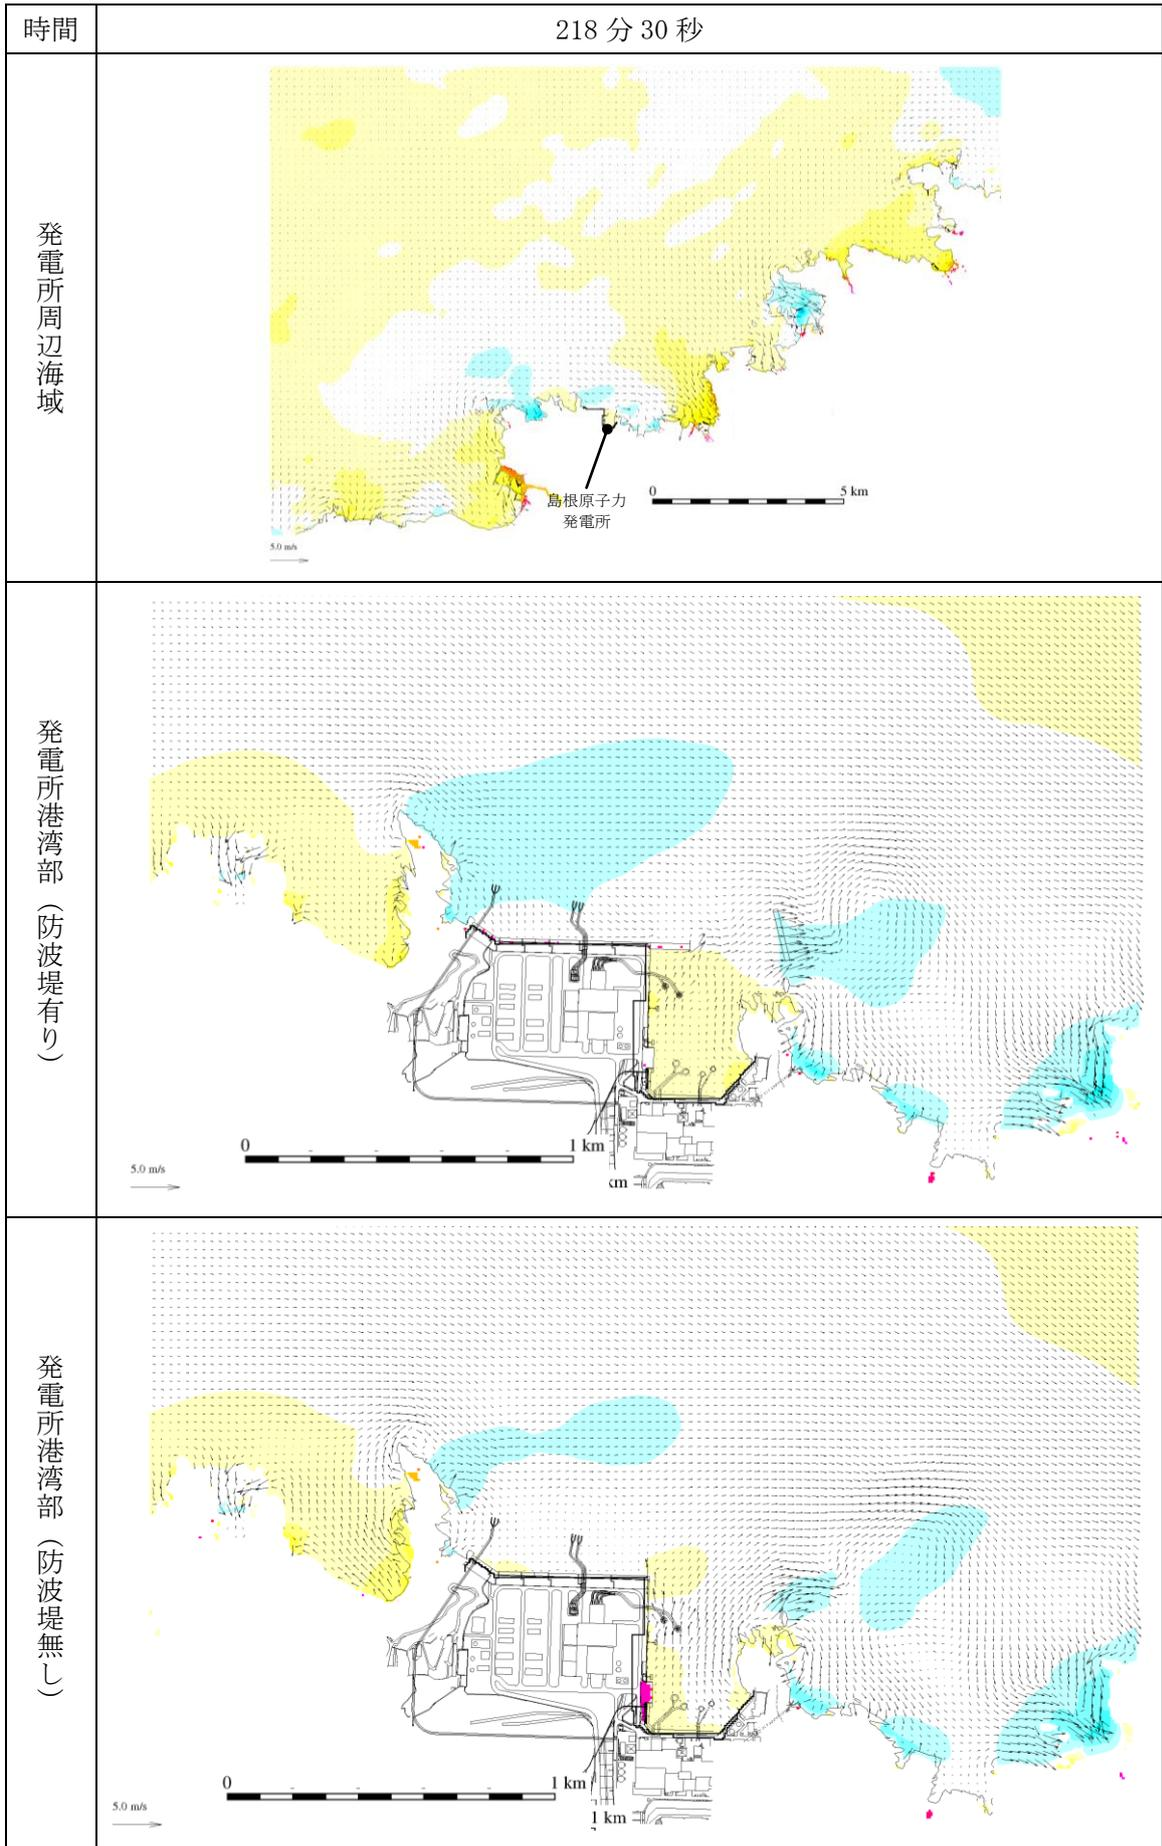 時間
218 分 30 秒
発電所周辺海域
島根原子力
発電所
0
5 km
5.0 m/s
発電所港湾部（防波堤有り）
0
1 km
5.0 m/s
km
発電所港湾部（防波堤無し）
0
1 km
5.0 m/s
1 km